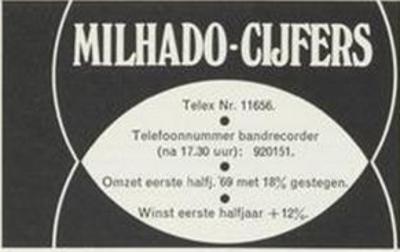 MILHADO-CIJFERS
Telex Nr. 11656.
Telefoonnummer bandrecorder
(na 17.30 uur): 920151.
Omzet eerste halfj. '69 met 18% gestegen.
Winst eerste halfjaar +12%.